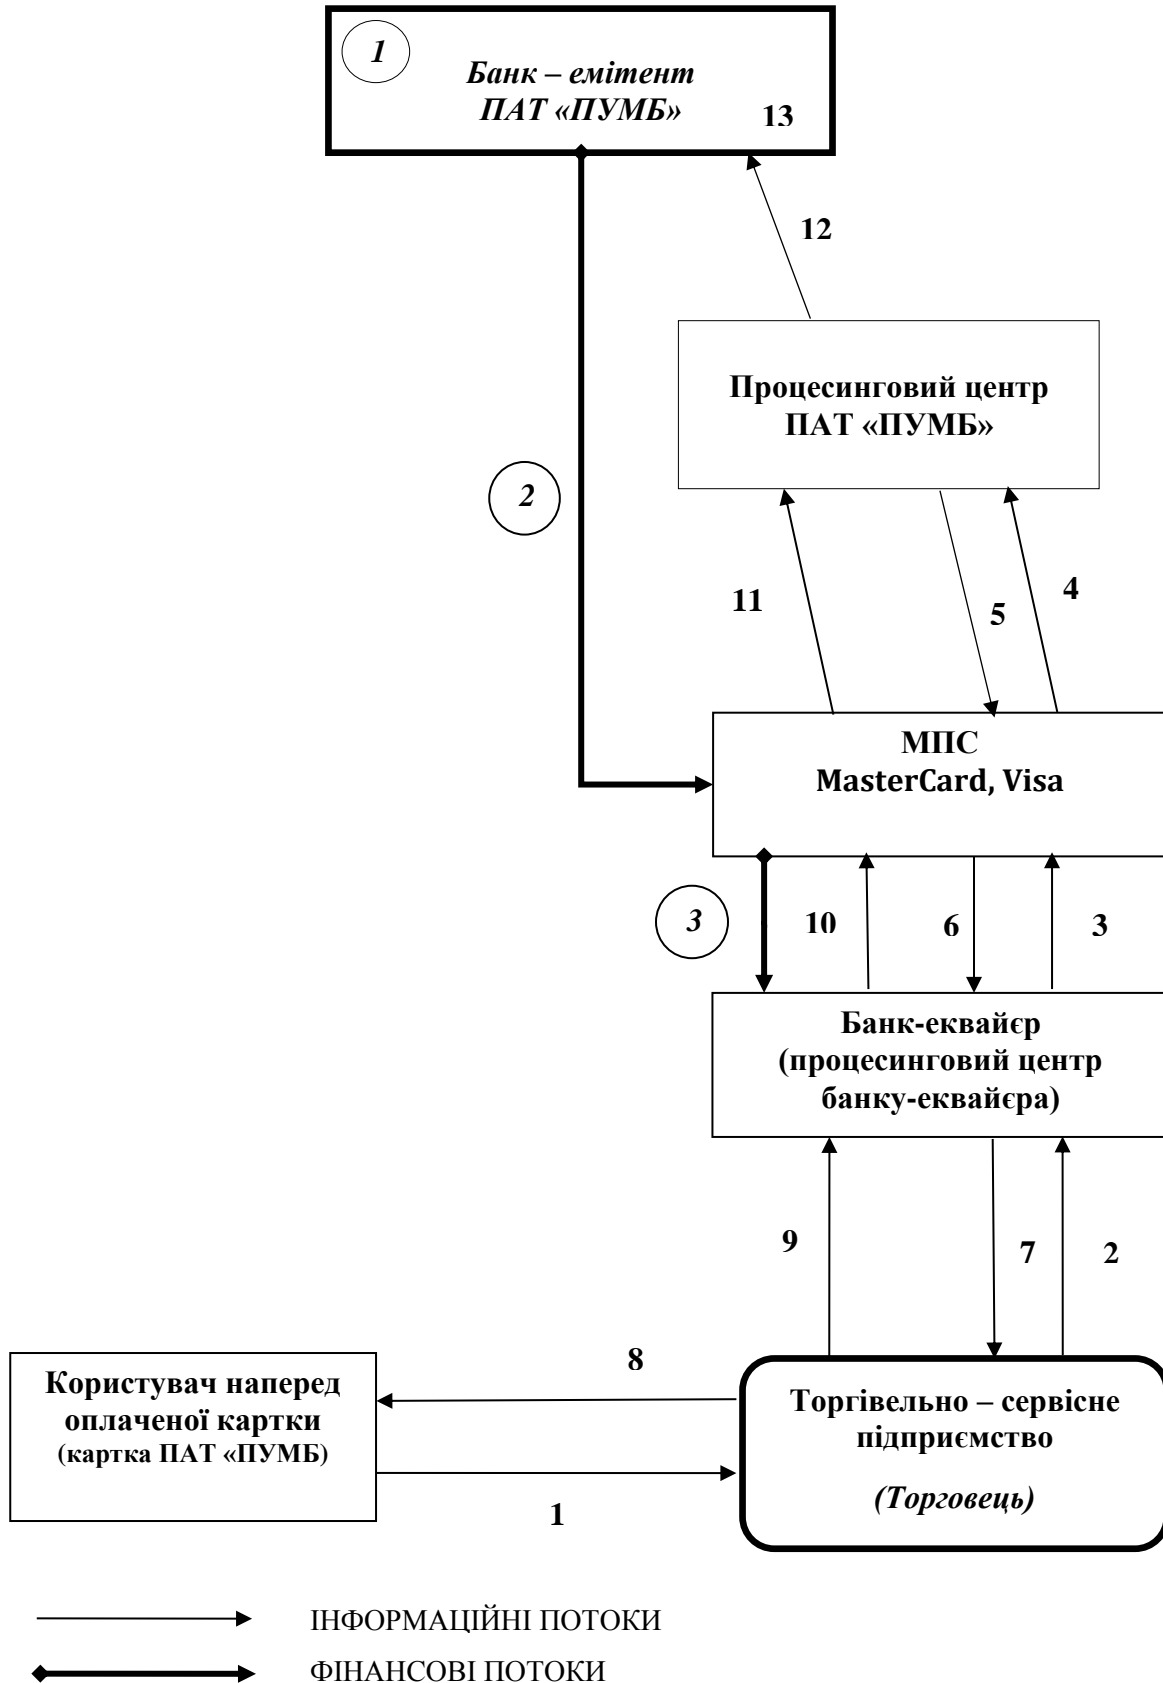 1
Банк – емітент
ПАТ «ПУМБ»
13
12
Процесинговий центр
ПАТ «ПУМБ»
2
11
5
4
МПС
MasterCard, Visa
3
10
6
3
Банк-еквайєр
(процесинговий центр
банку-еквайєра)
9
7
2
8
Користувач наперед
оплаченої картки
(картка ПАТ «ПУМБ)
1
Торгівельно – сервісне
підприємство
(Торговець)
ІНФОРМАЦІЙНІ ПОТОКИ
ФІНАНСОВІ ПОТОКИ